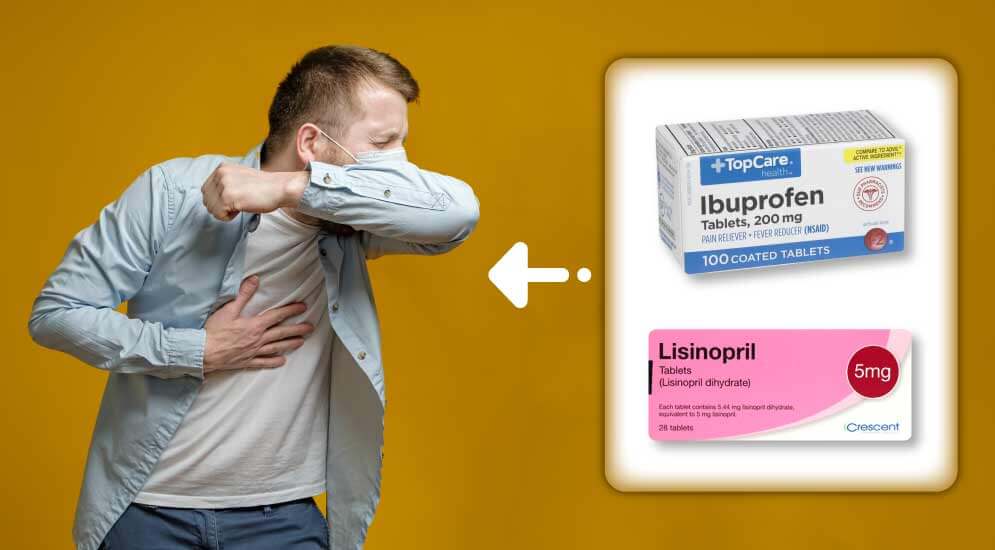 TopCare
health
COMPARE TO ADVIL®
ACTIVE INGREDIENT*
SEE NEW WARNINGS
Ibuprofen
Tablets, 200 mg
PAIN RELIEVER • FEVER REDUCER (NSAID)
100 COATED TABLETS
Lisinopril
Tablets
(Lisinopril dihydrate)
5mg
Each tablet contains 5.44 mg lisinopril dihydrate,
equivalent to 5 mg lisinopril.
28 tablets
Crescent